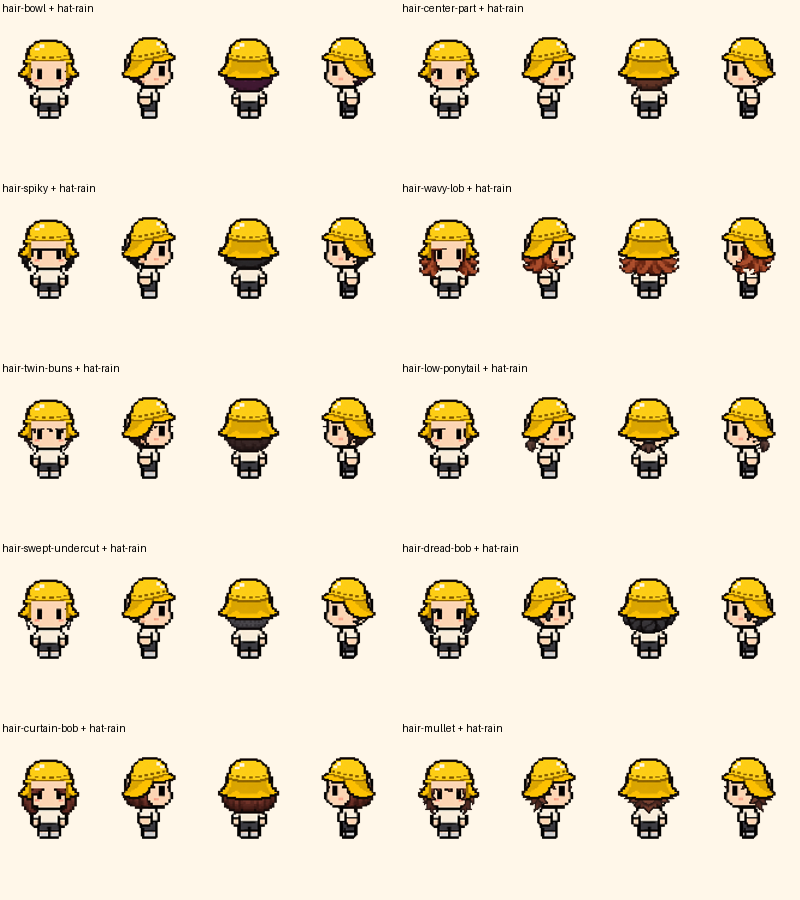 hair-bowl + hat-rain
hair-center-part + hat-rain
hair-spiky + hat-rain
hair-wavy-lob + hat-rain
hair-twin-buns + hat-rain
hair-low-ponytail + hat-rain
hair-swept-undercut + hat-rain
hair-dread-bob + hat-rain
hair-curtain-bob + hat-rain
hair-mullet + hat-rain